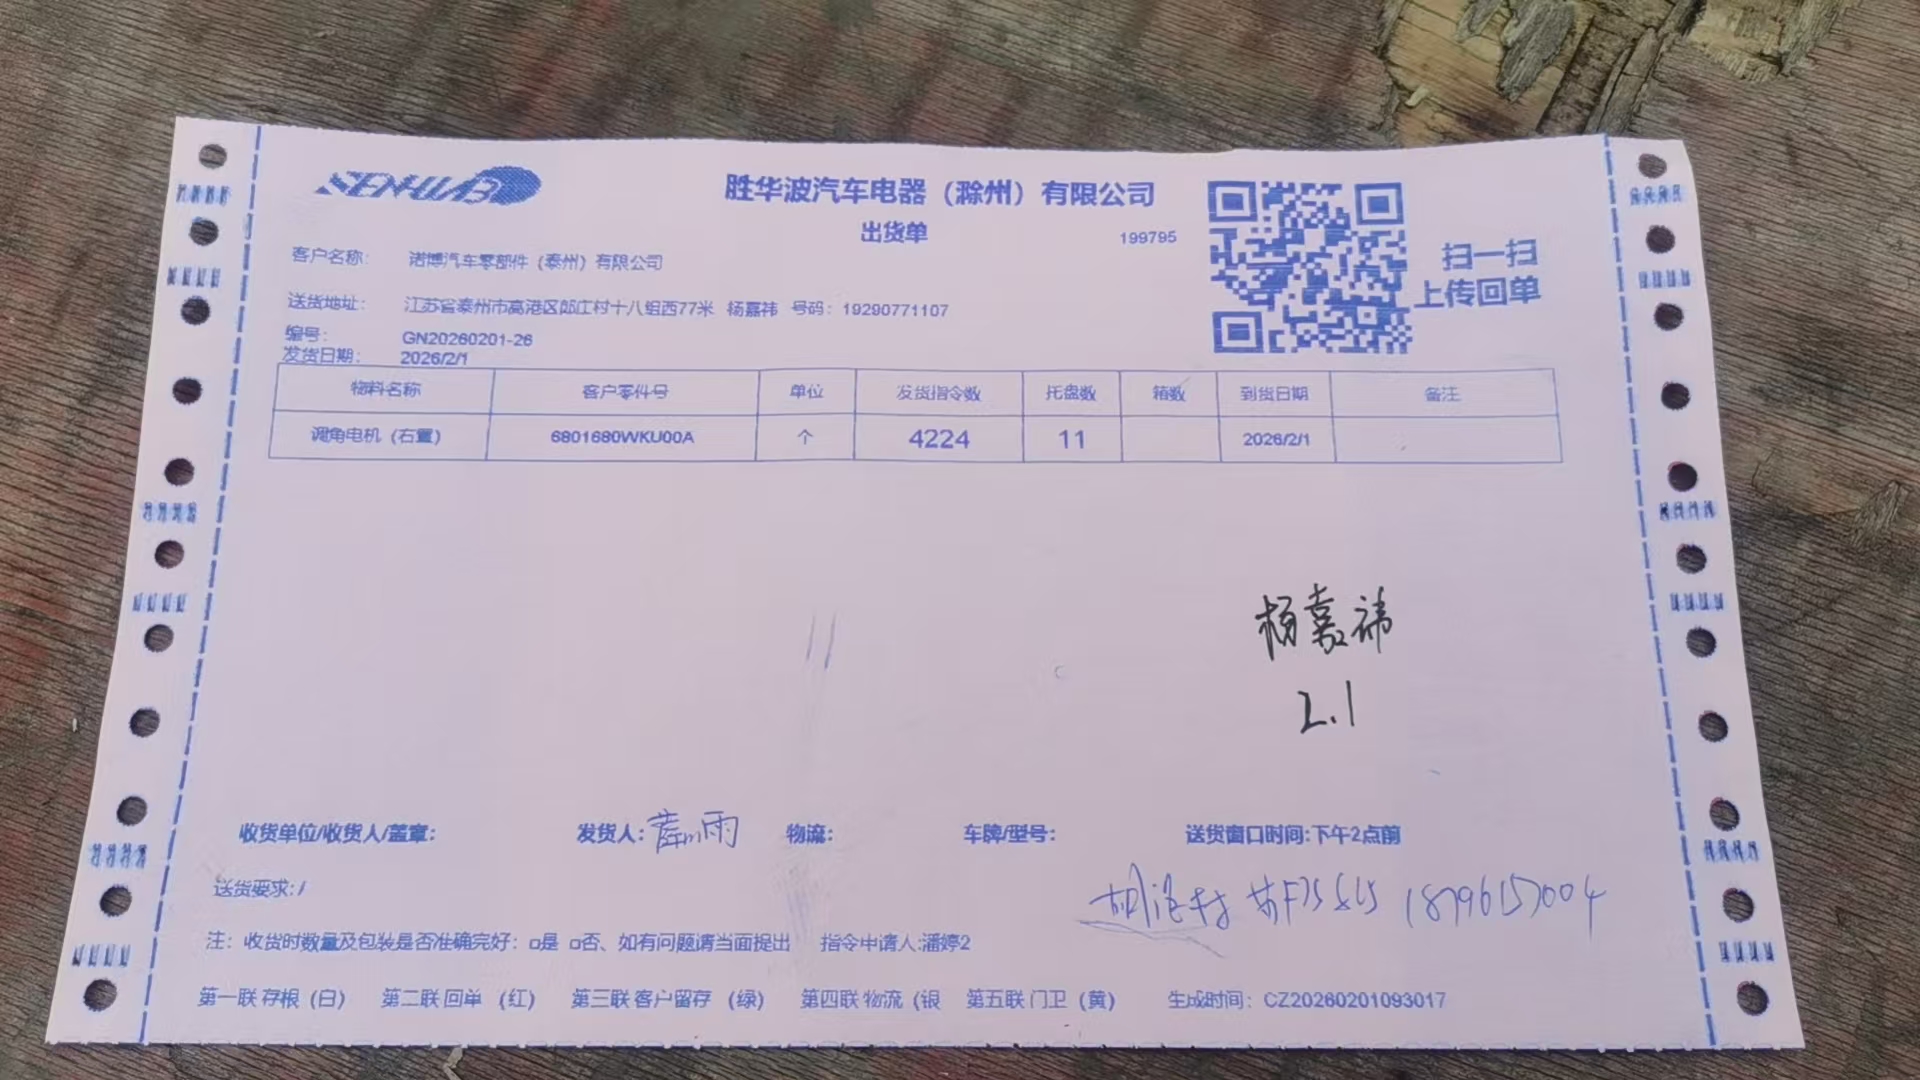 SENHUAB
胜华波汽车电器（滁州）有限公司
出货单
199795
扫一扫
上传回单
客户名称： 诺博汽车零部件（泰州）有限公司
送货地址： 江苏省泰州市高港区郎庄村十八组西77米 杨嘉祎 号码：19290771107
编号： GN20260201-26
发货日期： 2026/2/1
物料名称 客户零件号 单位 发货指令数 托盘数 箱数 到货日期 备注
调角电机（右置） 6801680WKU00A 个 4224 11 2026/2/1
杨嘉祎
2.1
收货单位/收货人/盖章： 发货人： 物流： 车牌/型号： 送货窗口时间：下午2点前
送货要求：/
注：收货时数量及包装是否准确完好：□是 □否、如有问题请当面提出 指令申请人:潘婷2
第一联 存根（白） 第二联 回单 （红） 第三联 客户留存 （绿） 第四联 物流（银 第五联 门卫（黄） 生成时间： CZ20260201093017